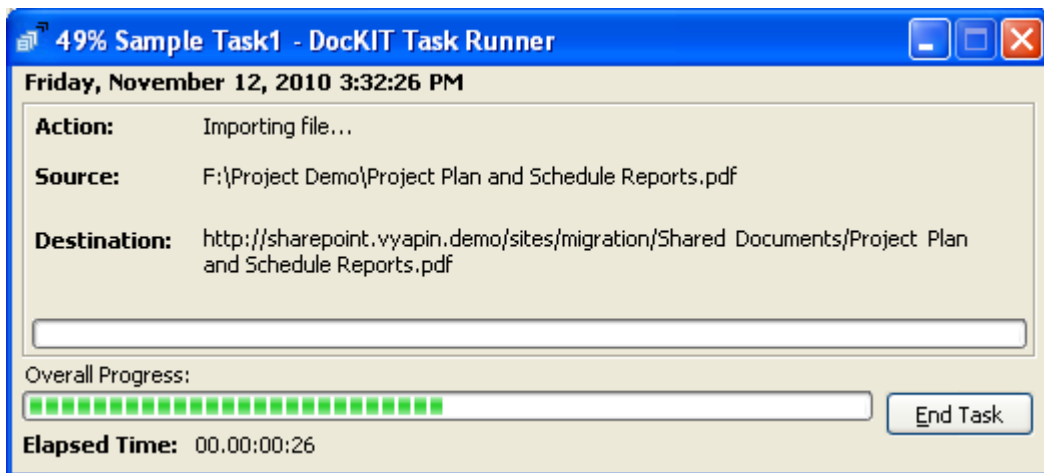 49% Sample Task1 - DocKIT Task Runner
Friday, November 12, 2010 3:32:26 PM
Action: Importing file...
Source: F:\Project Demo\Project Plan and Schedule Reports.pdf
Destination: http://sharepoint.vyapin.demo/sites/migration/Shared Documents/Project Plan
and Schedule Reports.pdf
Overall Progress:
End Task
Elapsed Time: 00.00:00:26